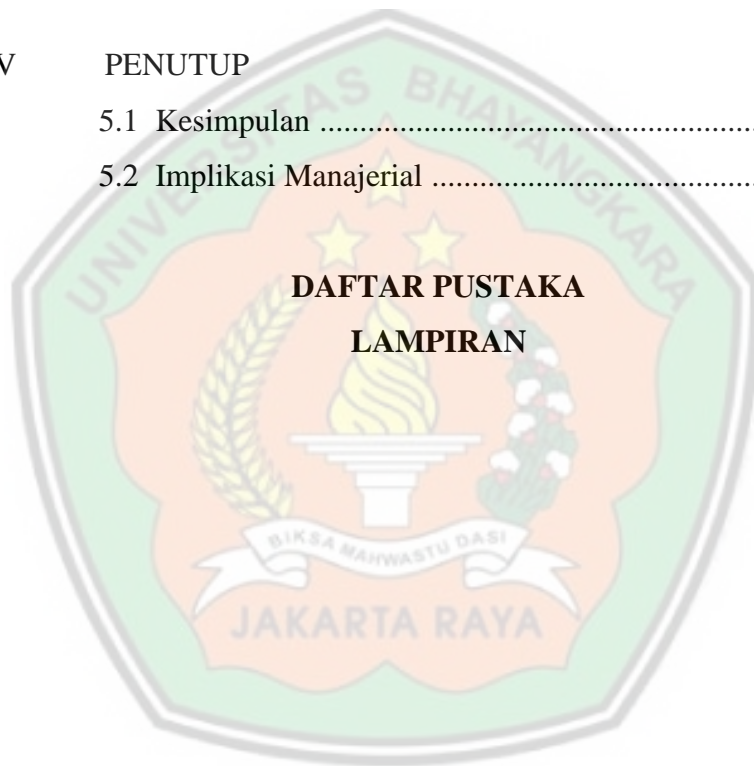 V PENUTUP
5.1 Kesimpulan ........................................................
5.2 Implikasi Manajerial ..........................................
DAFTAR PUSTAKA
LAMPIRAN
UNIVERSITAS BHAYANGKARA
BIKSA MAHWASTU DASI
JAKARTA RAYA